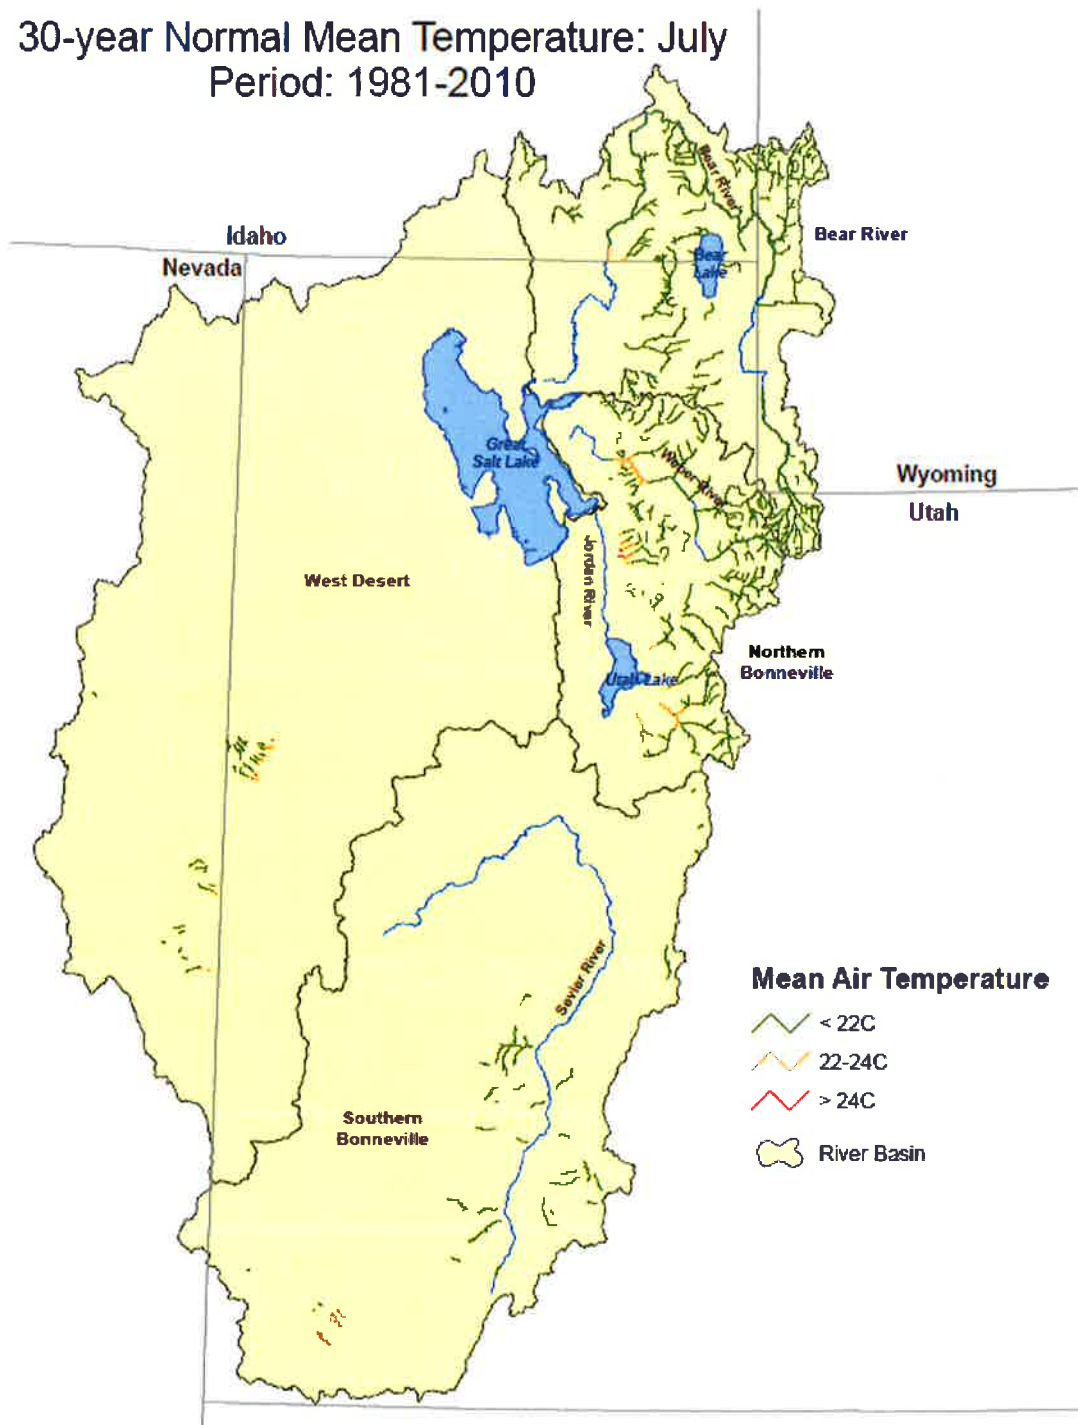 30-year Normal Mean Temperature: July
Period: 1981-2010
Bear River
Bear River
Idaho
Nevada
Bear
Lake
Great
Salt Lake
Weber River
Wyoming
Utah
West Desert
Jordan River
Northern
Bonneville
Utah Lake
Sevier River
Mean Air Temperature
< 22C
22-24C
> 24C
River Basin
Southern
Bonneville